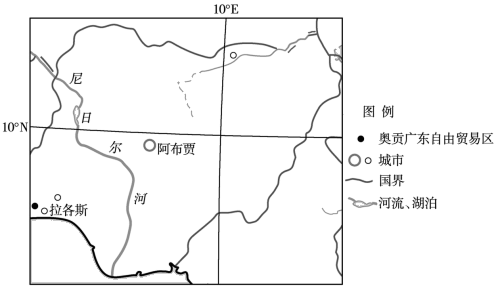 10°E
尼
日
尔
河
10°N
阿布贾
拉各斯
图 例
奥贡广东自由贸易区
城市
国界
河流、湖泊